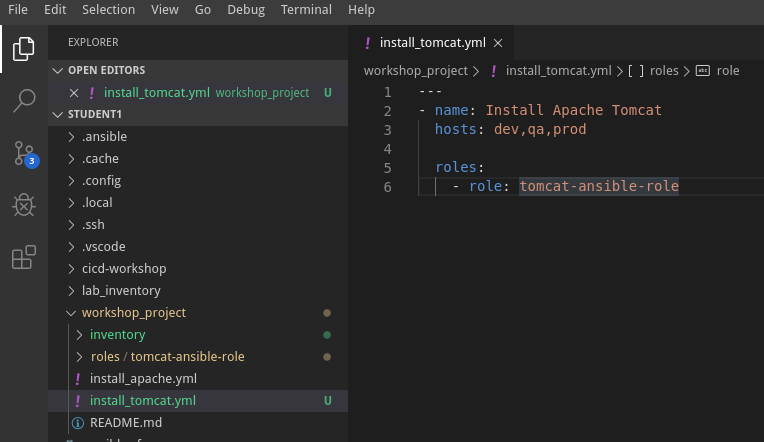 File Edit Selection View Go Debug Terminal Help
EXPLORER
OPEN EDITORS
install_tomcat.yml workshop_project U
STUDENT1
.ansible
.cache
.config
.local
.ssh
.vscode
cicd-workshop
lab_inventory
workshop_project
inventory
roles / tomcat-ansible-role
install_apache.yml
install_tomcat.yml U
README.md
3
install_tomcat.yml
workshop_project > install_tomcat.yml > [ ] roles > abc role
1 ---
2 - name: Install Apache Tomcat
3 hosts: dev,qa,prod
4
5 roles:
6 - role: tomcat-ansible-role